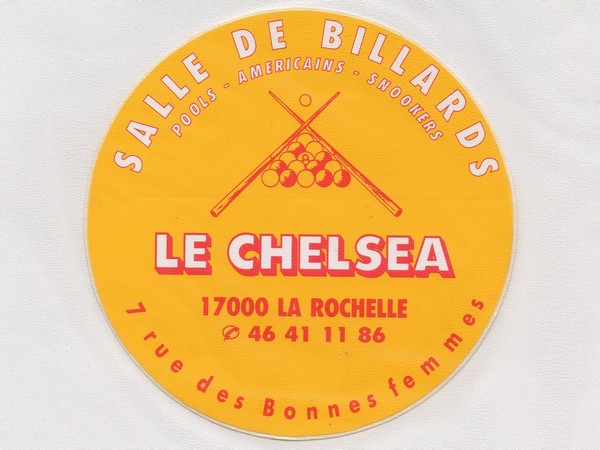 SALLE DE BILLARDS
POOLS - AMERICAINS - SNOOKERS
LE CHELSEA
17000 LA ROCHELLE
✆ 46 41 11 86
7 rue des Bonnes femmes